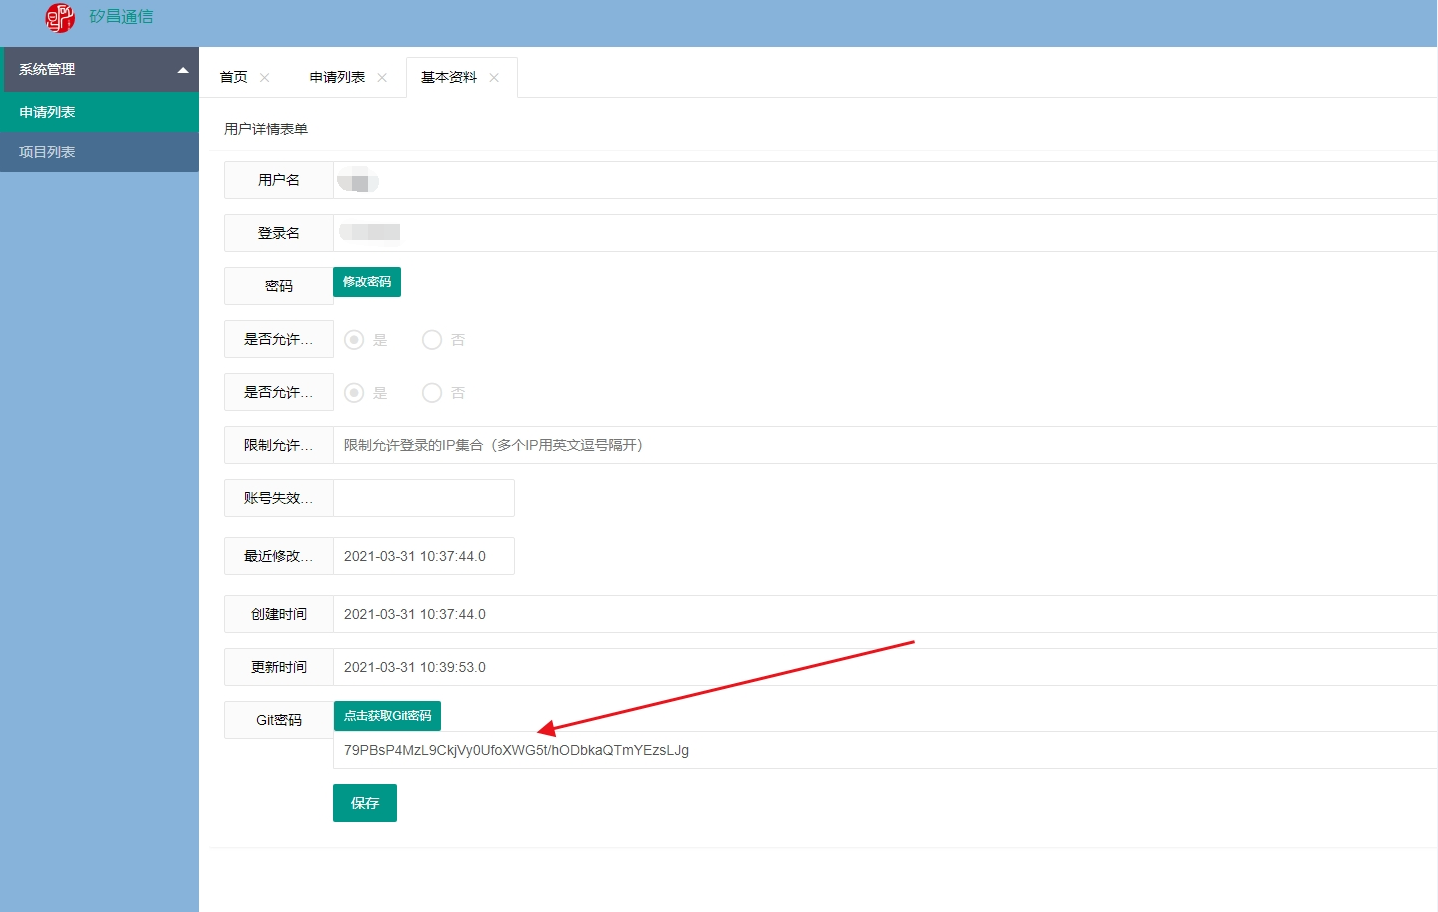 矽昌通信
系统管理
申请列表
项目列表
首页 申请列表 基本资料
用户详情表单
用户名
登录名
密码 修改密码
是否允许... 是 否
是否允许... 是 否
限制允许... 限制允许登录的IP集合（多个IP用英文逗号隔开）
账号失效...
最近修改... 2021-03-31 10:37:44.0
创建时间 2021-03-31 10:37:44.0
更新时间 2021-03-31 10:39:53.0
Git密码 点击获取Git密码
79PBsP4MzL9CkjVy0UfoXWG5t/hODbkaQTmYEzsLJg
保存